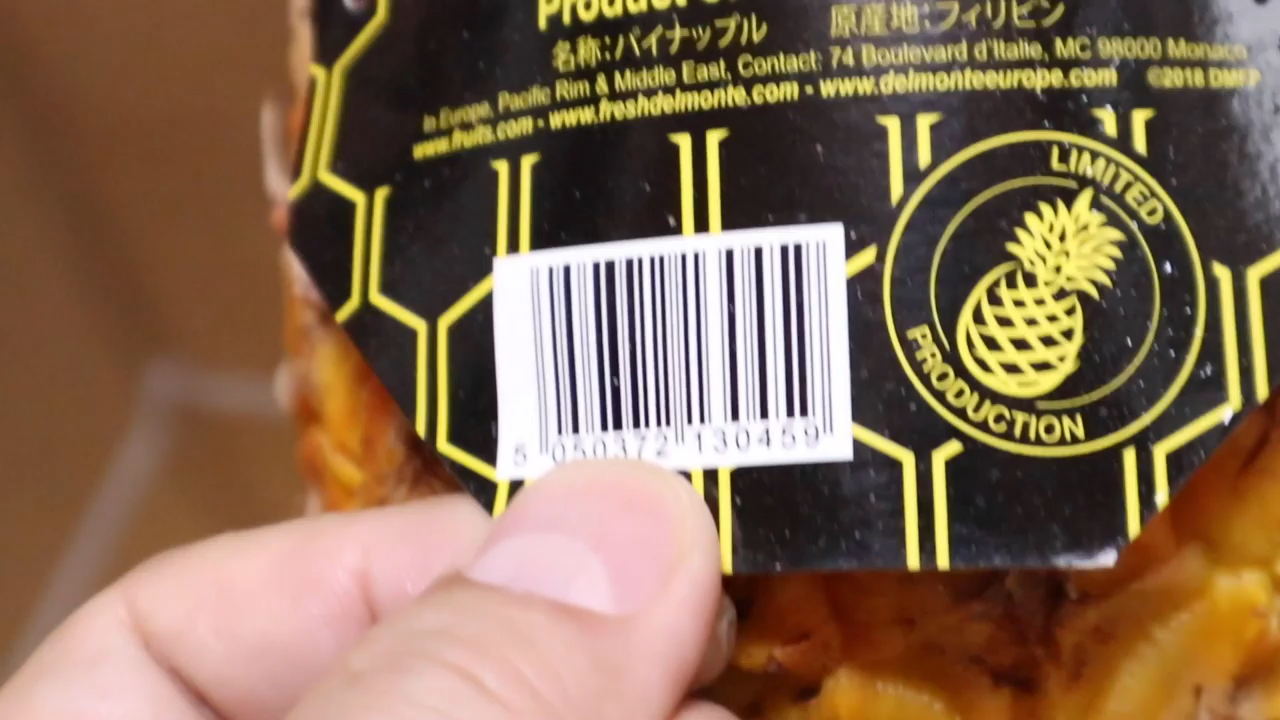 Product
名称:パイナップル 原産地:フィリピン
In Europe, Pacific Rim & Middle East, Contact: 74 Boulevard d'Italie, MC 98000 Monaco
www.fruits.com - www.freshdelmonte.com - www.delmonteeurope.com ©2018 DMFP
LIMITED
PRODUCTION
5 050372 130459